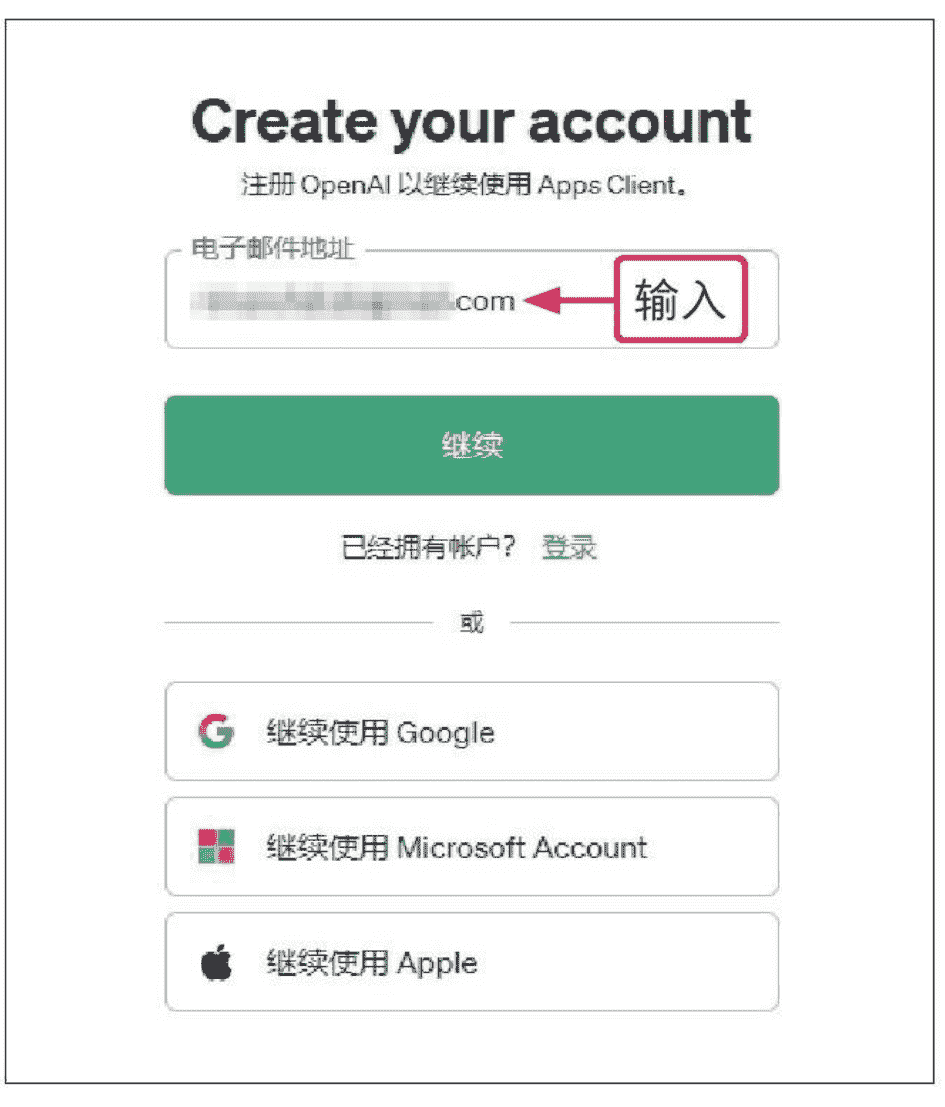 Create your account
注册 OpenAI 以继续使用 Apps Client。
电子邮件地址
.com
输入
继续
已经拥有帐户? 登录
或
继续使用 Google
继续使用 Microsoft Account
继续使用 Apple